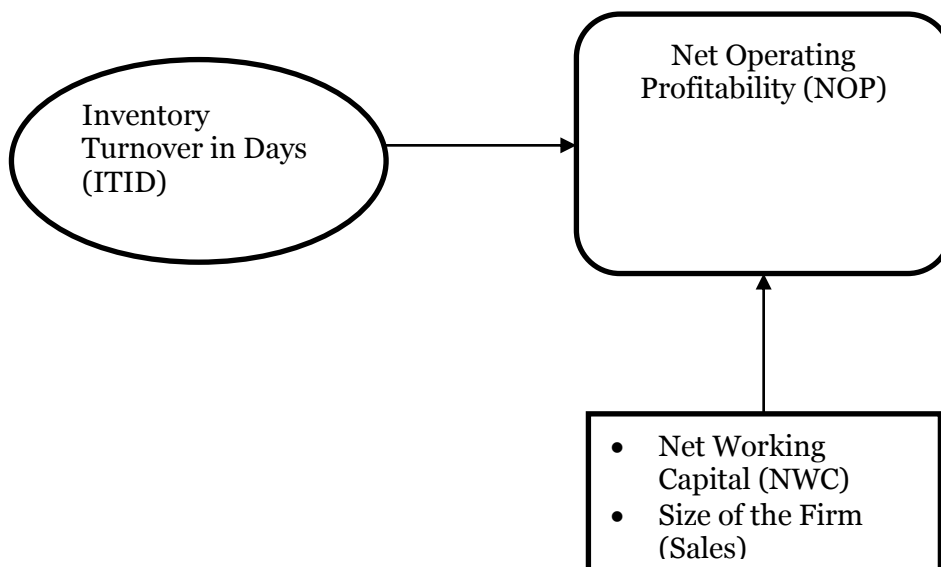 Net Operating
Profitability (NOP)
Inventory
Turnover in Days
(ITID)
• Net Working
Capital (NWC)
• Size of the Firm
(Sales)